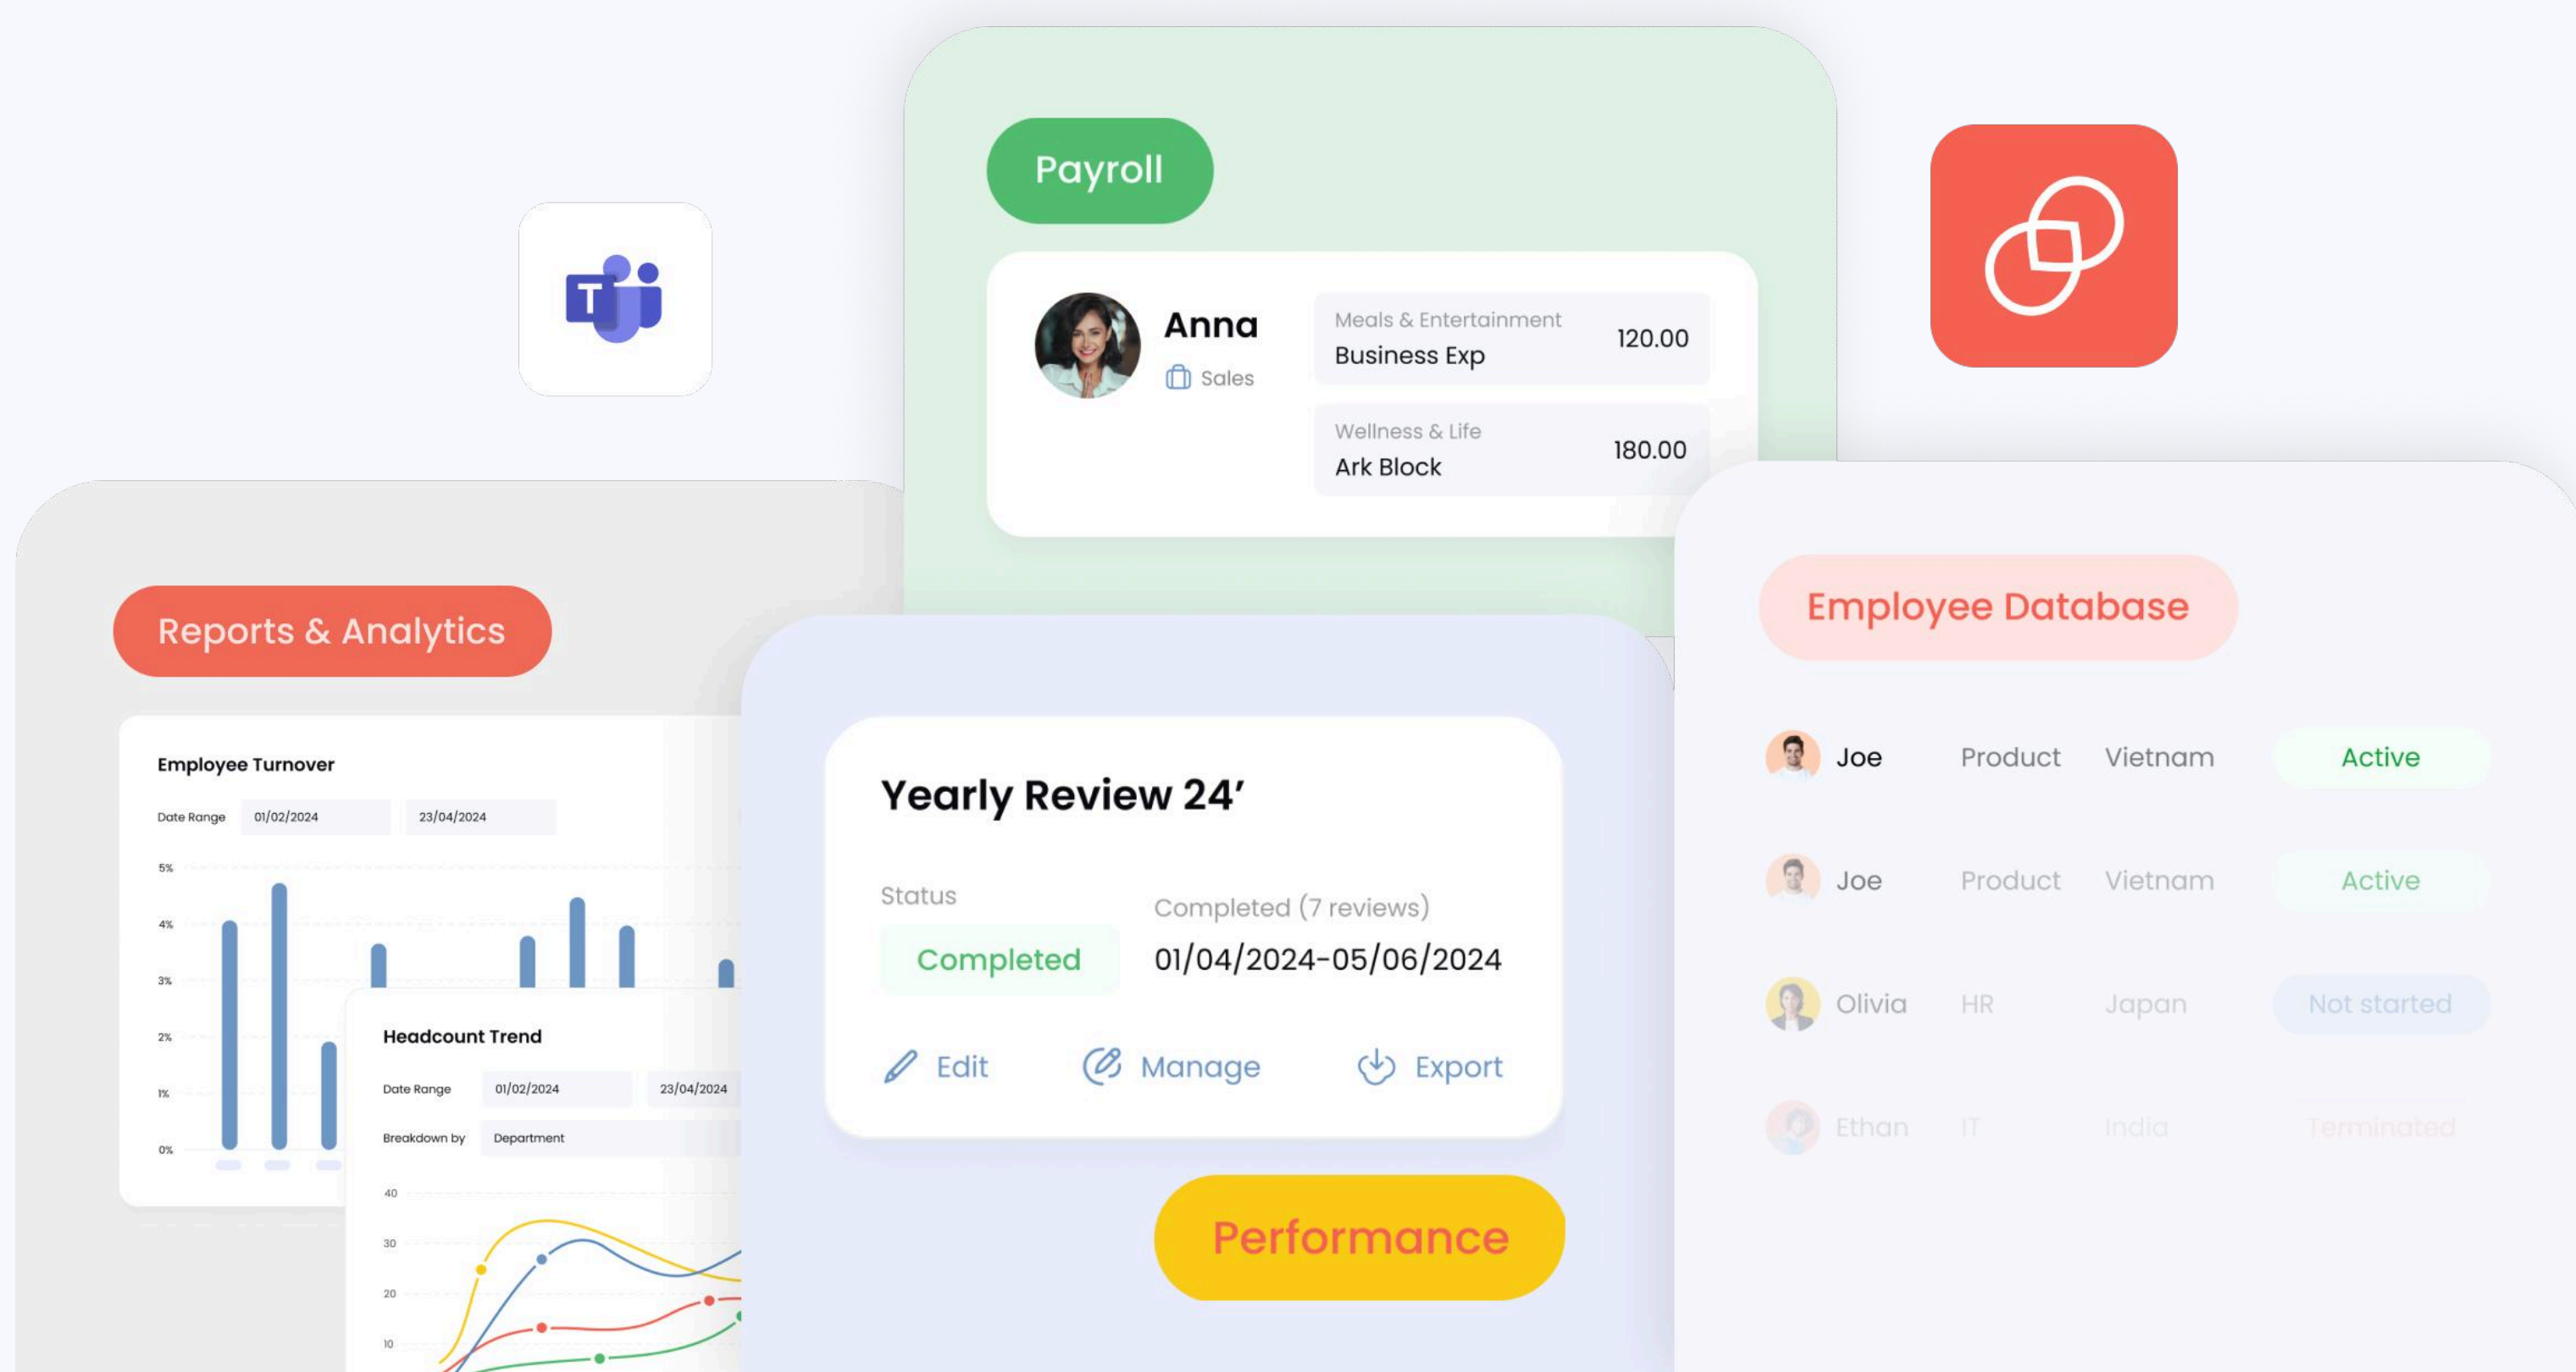 Payroll
T
Anna
Sales
Meals & Entertainment
Business Exp
120.00
Wellness & Life
Ark Block
180.00
Reports & Analytics
Employee Turnover
Date Range 01/02/2024 23/04/2024
5%
4%
3%
2%
1%
0%
Headcount Trend
Date Range 01/02/2024 23/04/2024
Breakdown by Department
40
30
20
10
Yearly Review 24’
Status
Completed
Completed (7 reviews)
01/04/2024-05/06/2024
Edit Manage Export
Performance
Employee Database
Joe Product Vietnam Active
Joe Product Vietnam Active
Olivia HR Japan Not started
Ethan IT India Terminated